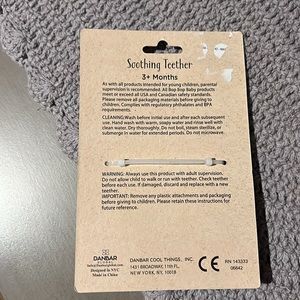 Soothing Teether
3+ Months
As with all products intended for young children, parental
supervision is recommended. All Bop Bop Baby products
meet or exceed all USA and Canadian safety standards.
Please remove all packaging materials before giving to
children. Complies with regulatory phthalates and BPA
requirements.
CLEANING:Wash before initial use and after each subsequent
use. Hand wash with warm, soapy water and rinse well with
clean water. Dry thoroughly. Do not boil, steam, sterilize, or
submerge in water for extended periods. Do not microwave.
WARNING: Always use this product with adult supervision.
Do not allow child to walk or run with teether. Check teether
before each use. If damaged, discard and replace with a new
teether.
IMPORTANT: Remove any plastic attachments and packaging
before giving to children. Please retain these instructions for
future reference.
DANBAR
Designed in NYC
Made in China
DANBAR COOL THINGS, INC.
1431 BROADWAY, 11th FL.
NEW YORK, NY, 10018
CE
RN 143333
06642